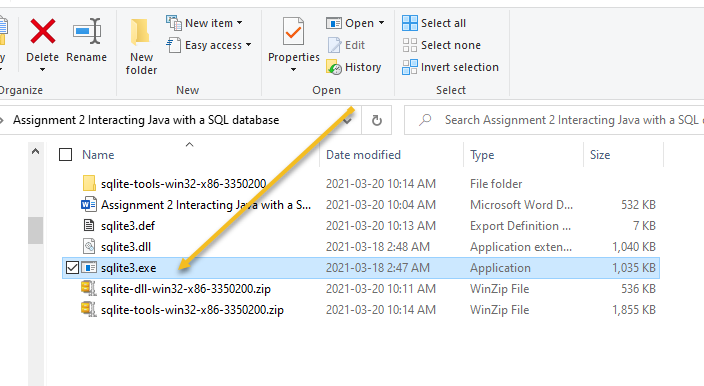 New item
Open
Select all
Easy access
Edit
Select none
Delete
Rename
New
folder
Properties
History
Invert selection
Organize
New
Open
Select
Assignment 2 Interacting Java with a SQL database
Search Assignment 2 Interacting Java with a SQL d
Name Date modified Type Size
sqlite-tools-win32-x86-3350200 2021-03-20 10:14 AM File folder
Assignment 2 Interacting Java with a S... 2021-03-20 10:04 AM Microsoft Word D... 532 KB
sqlite3.def 2021-03-20 10:13 AM Export Definition ... 7 KB
sqlite3.dll 2021-03-18 2:48 AM Application exten... 1,040 KB
sqlite3.exe 2021-03-18 2:47 AM Application 1,035 KB
sqlite-dll-win32-x86-3350200.zip 2021-03-20 10:11 AM WinZip File 536 KB
sqlite-tools-win32-x86-3350200.zip 2021-03-20 10:14 AM WinZip File 1,855 KB